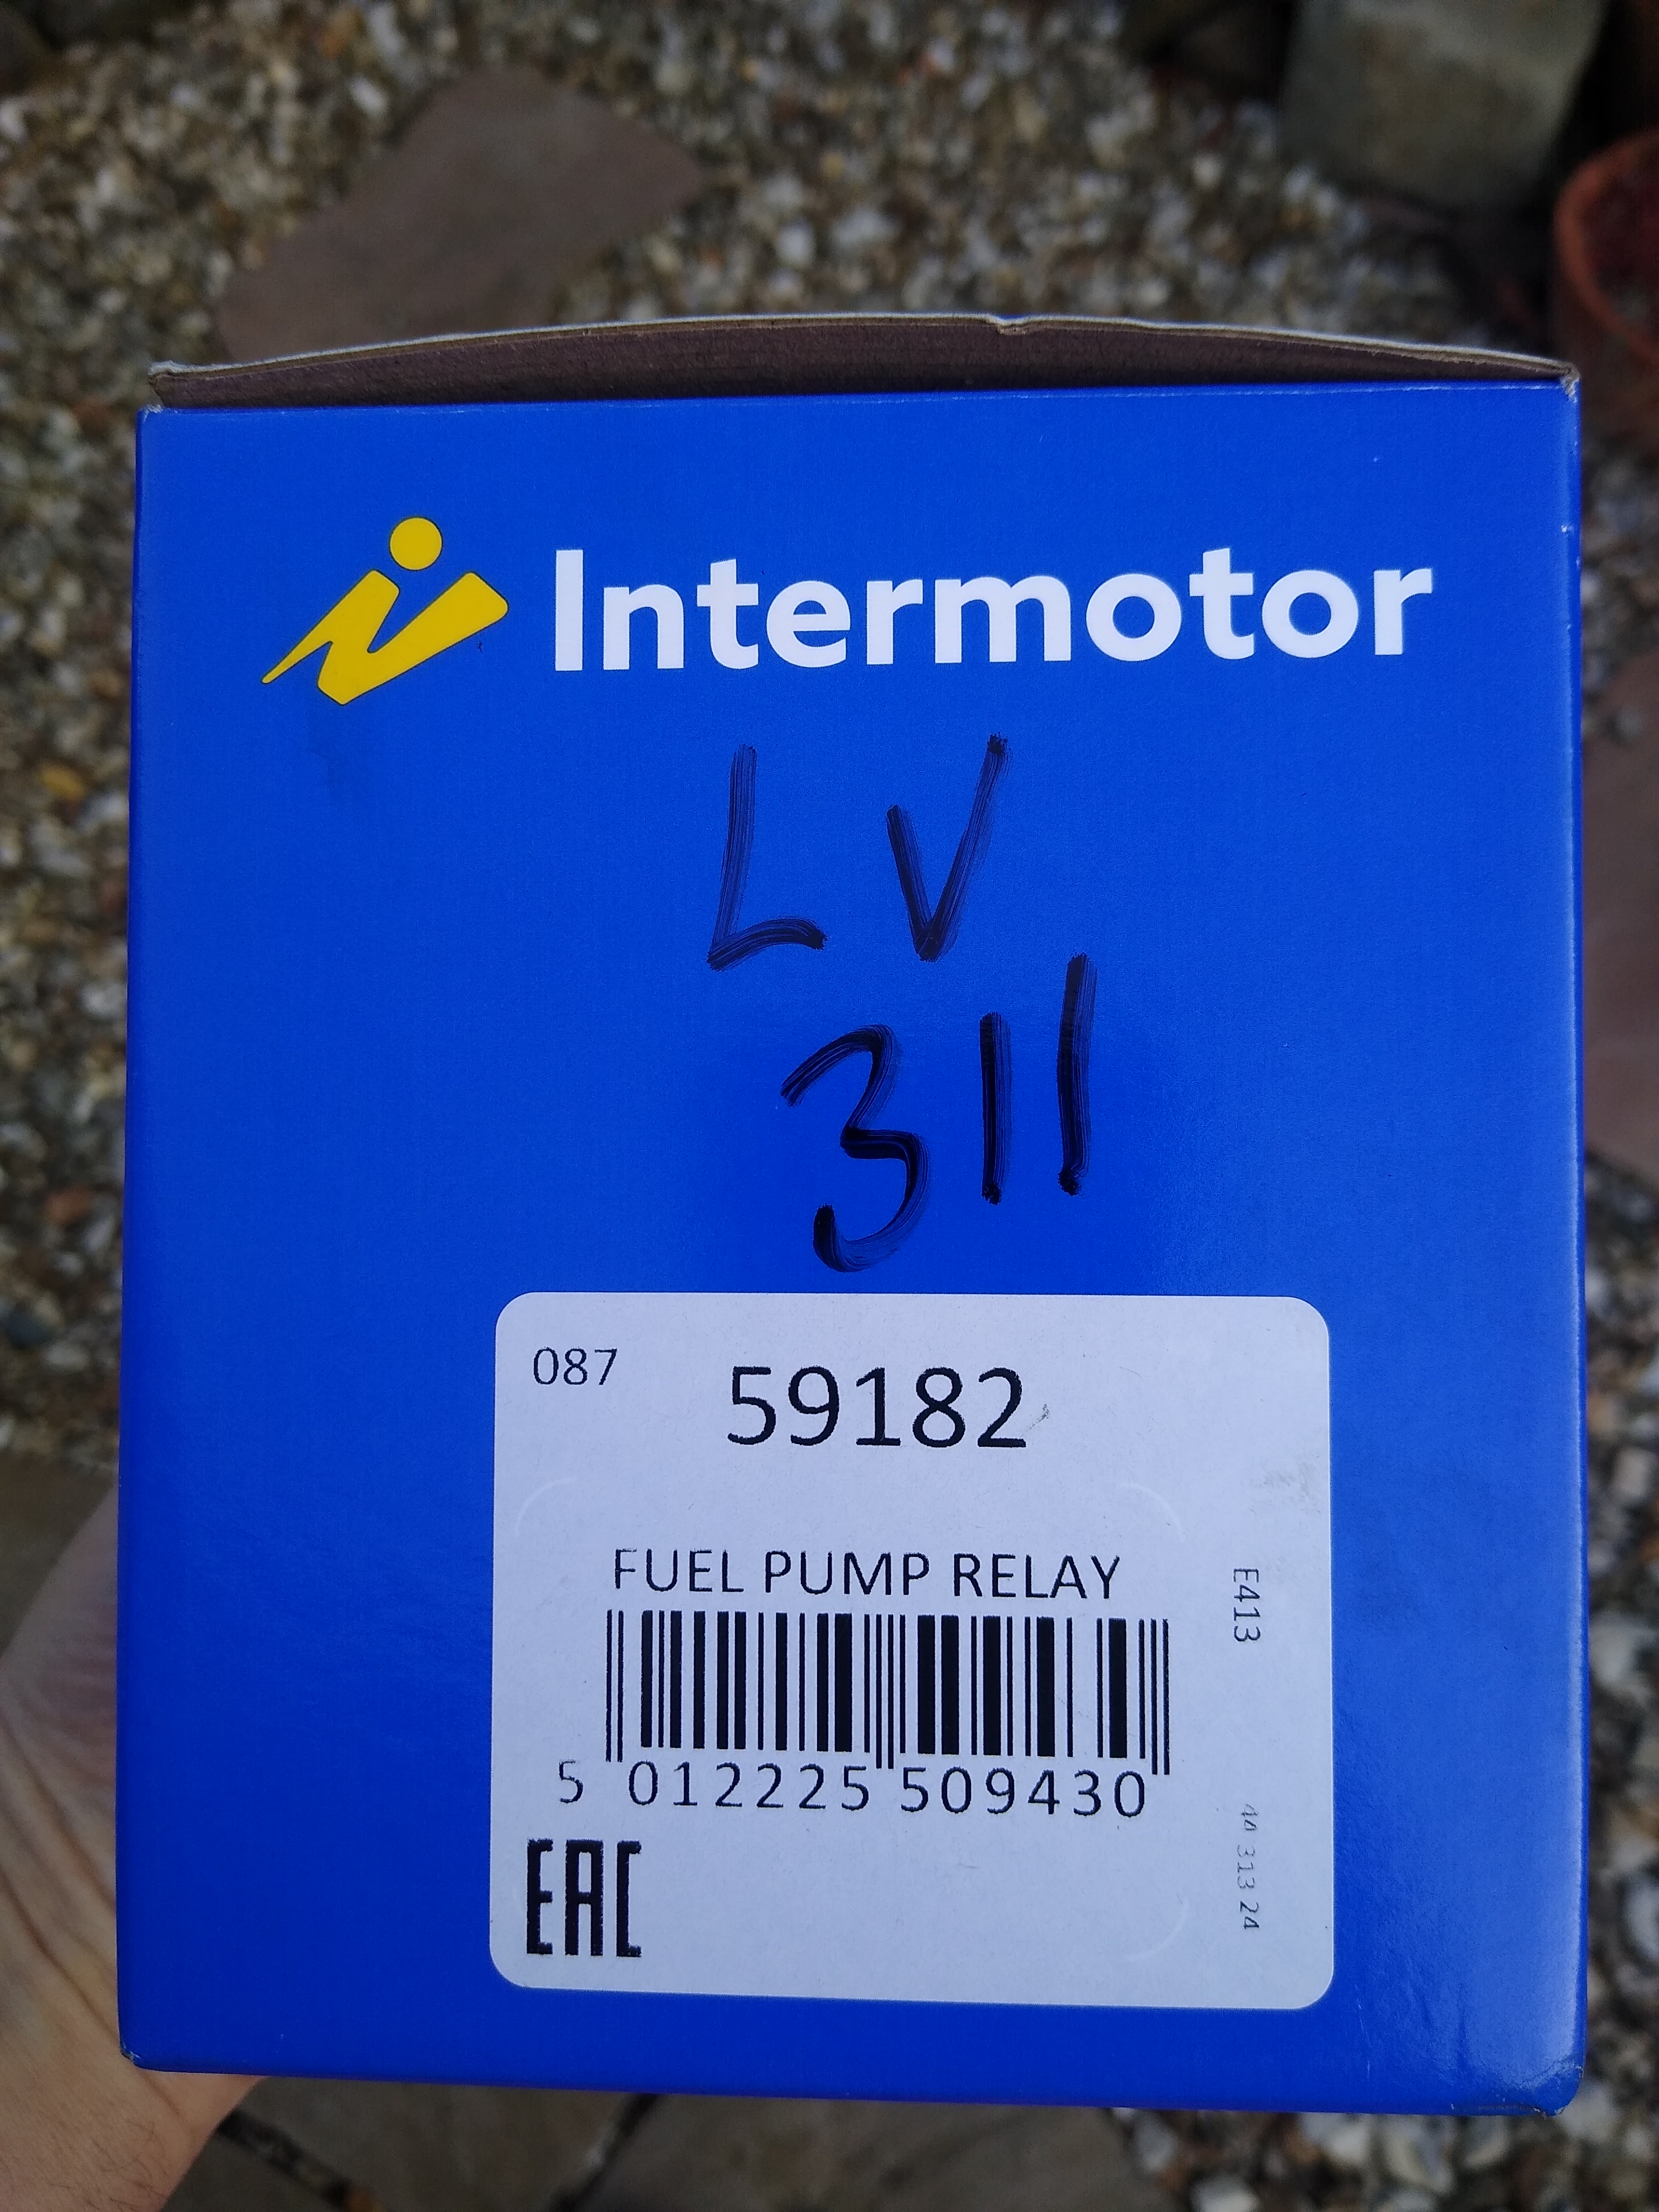 Intermotor
LV
311
087
59182
FUEL PUMP RELAY
E413
5 012225 509430
40 313 24
EAC